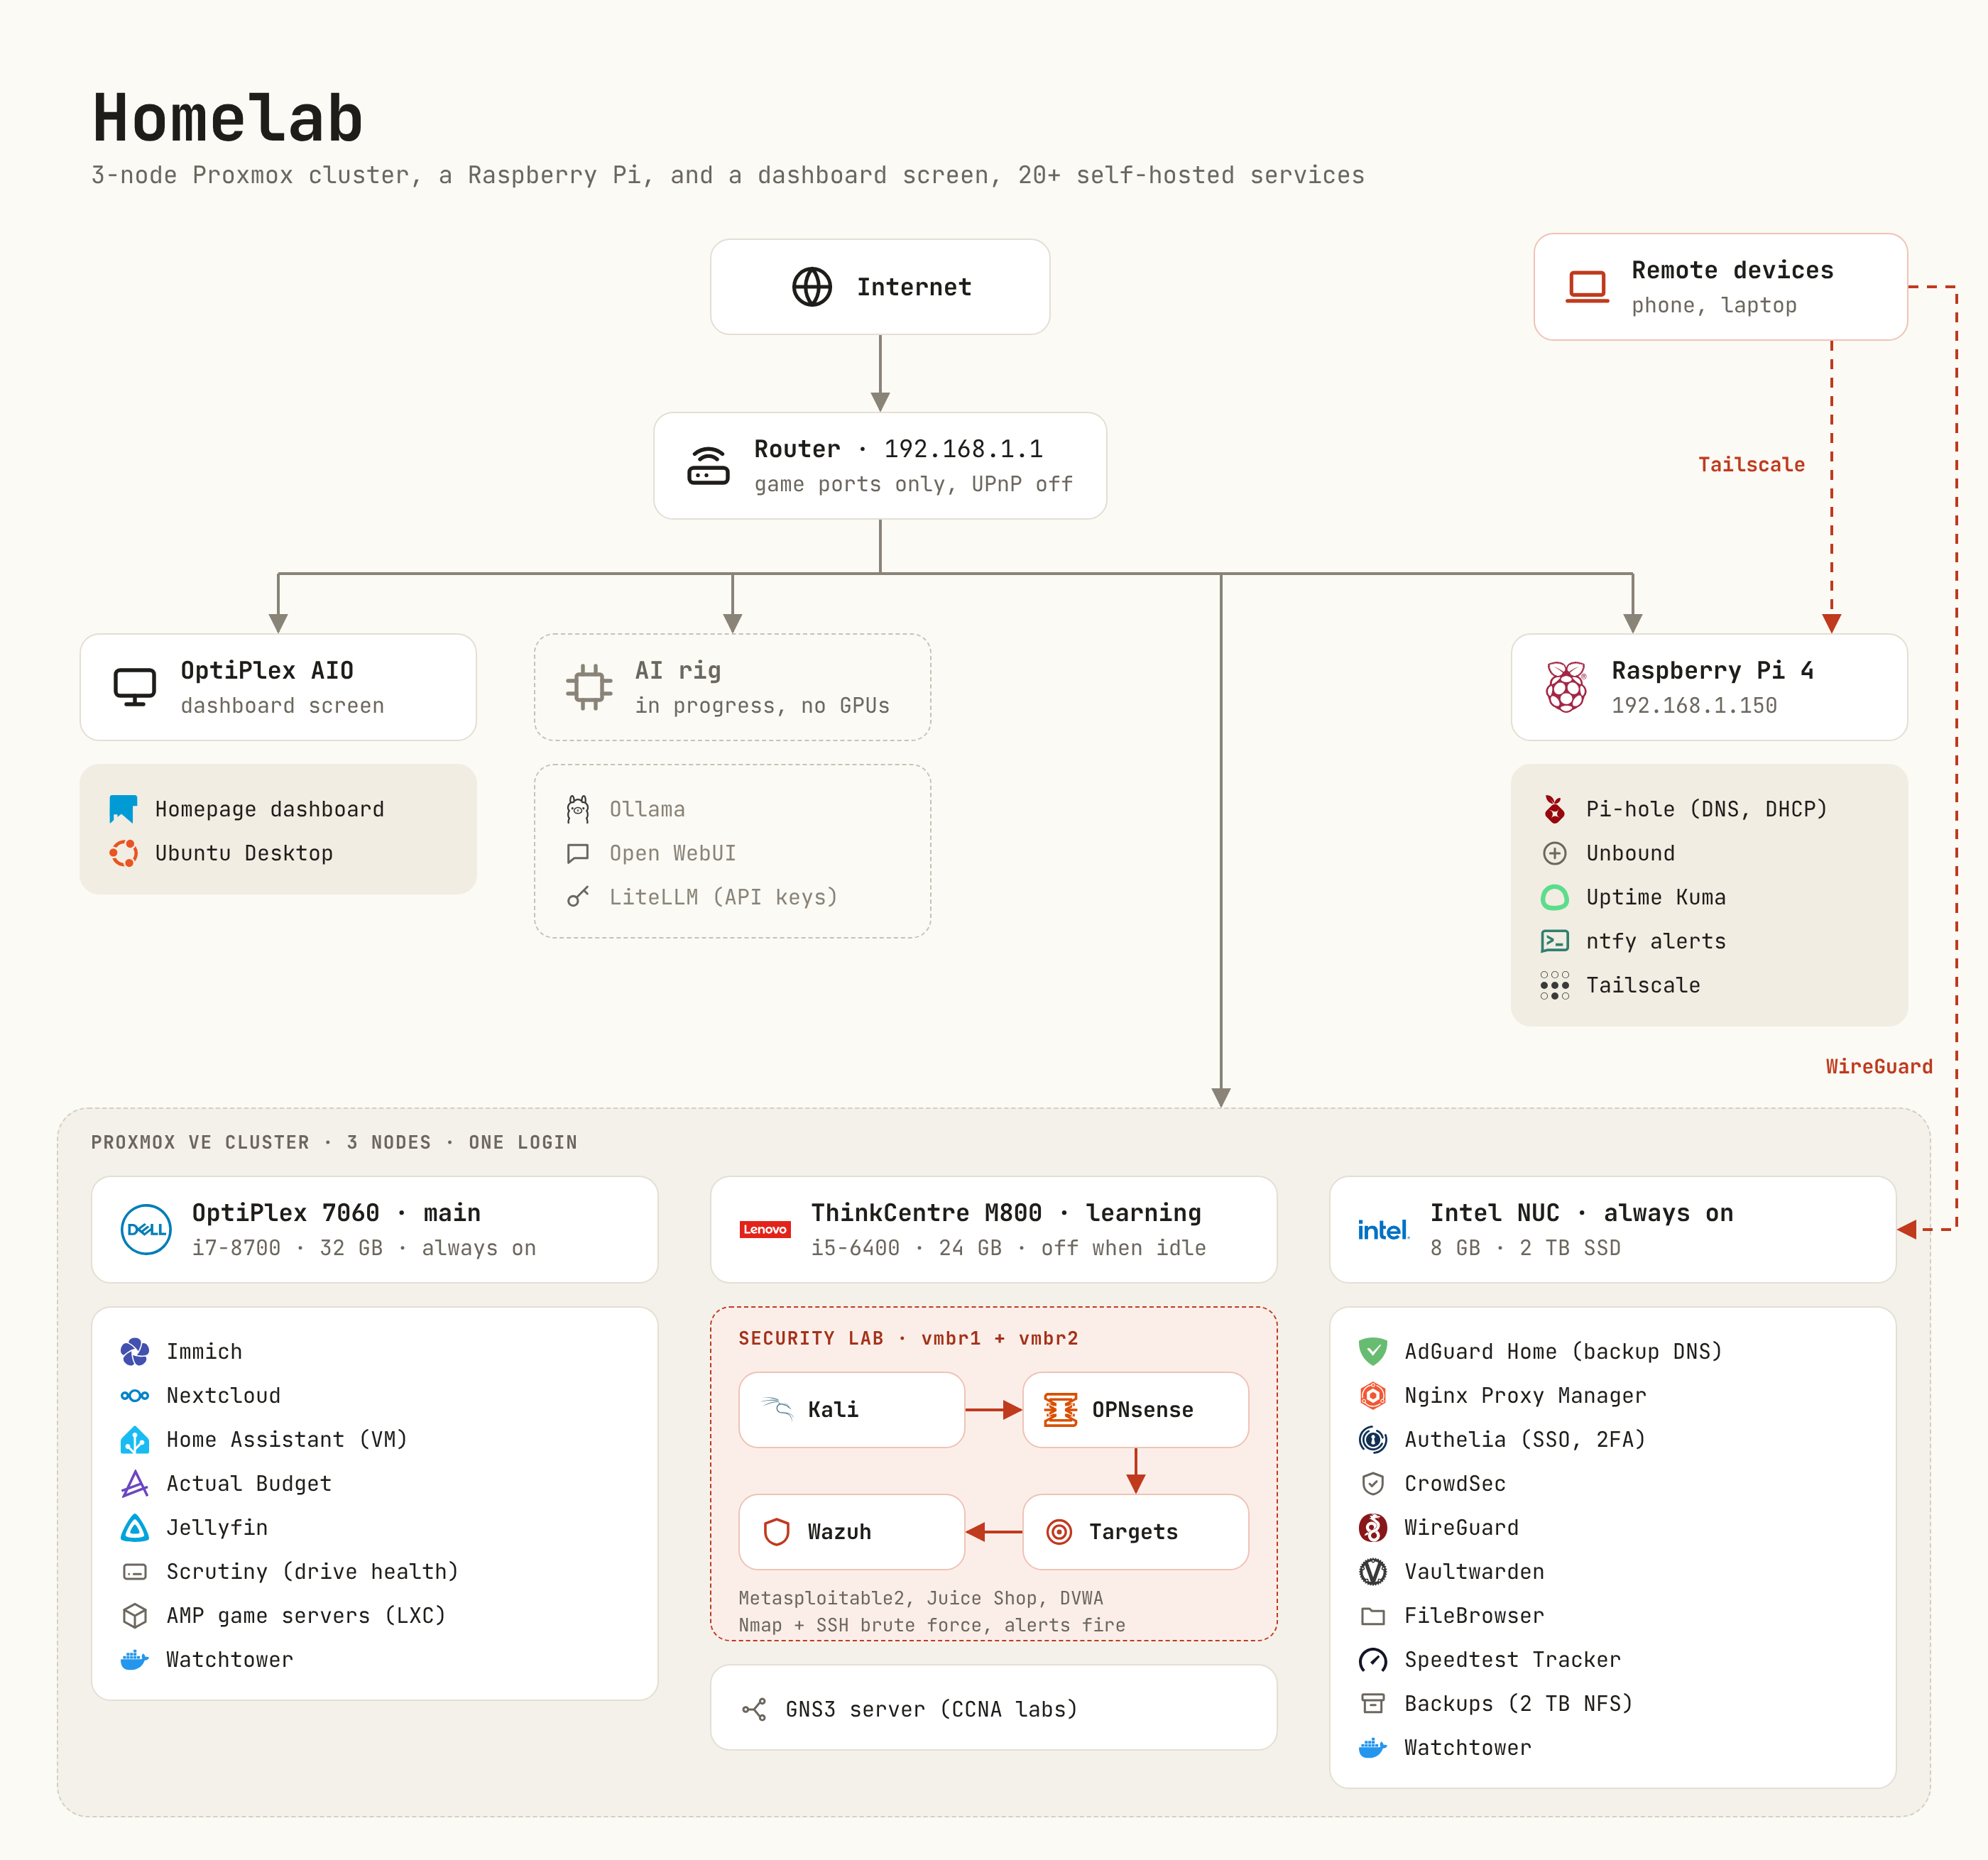 Homelab
3-node Proxmox cluster, a Raspberry Pi, and a dashboard screen, 20+ self-hosted services
Internet
Remote devices
phone, laptop
Router · 192.168.1.1
game ports only, UPnP off
Tailscale
OptiPlex AIO
dashboard screen
AI rig
in progress, no GPUs
Raspberry Pi 4
192.168.1.150
Homepage dashboard
Ubuntu Desktop
Ollama
Open WebUI
LiteLLM (API keys)
Pi-hole (DNS, DHCP)
Unbound
Uptime Kuma
ntfy alerts
Tailscale
WireGuard
PROXMOX VE CLUSTER · 3 NODES · ONE LOGIN
DELL
OptiPlex 7060 · main
i7-8700 · 32 GB · always on
Lenovo
ThinkCentre M800 · learning
i5-6400 · 24 GB · off when idle
intel.
Intel NUC · always on
8 GB · 2 TB SSD
Immich
Nextcloud
Home Assistant (VM)
Actual Budget
Jellyfin
Scrutiny (drive health)
AMP game servers (LXC)
Watchtower
SECURITY LAB · vmbr1 + vmbr2
Kali
OPNsense
Wazuh
Targets
Metasploitable2, Juice Shop, DVWA
Nmap + SSH brute force, alerts fire
GNS3 server (CCNA labs)
AdGuard Home (backup DNS)
Nginx Proxy Manager
Authelia (SSO, 2FA)
CrowdSec
WireGuard
Vaultwarden
FileBrowser
Speedtest Tracker
Backups (2 TB NFS)
Watchtower